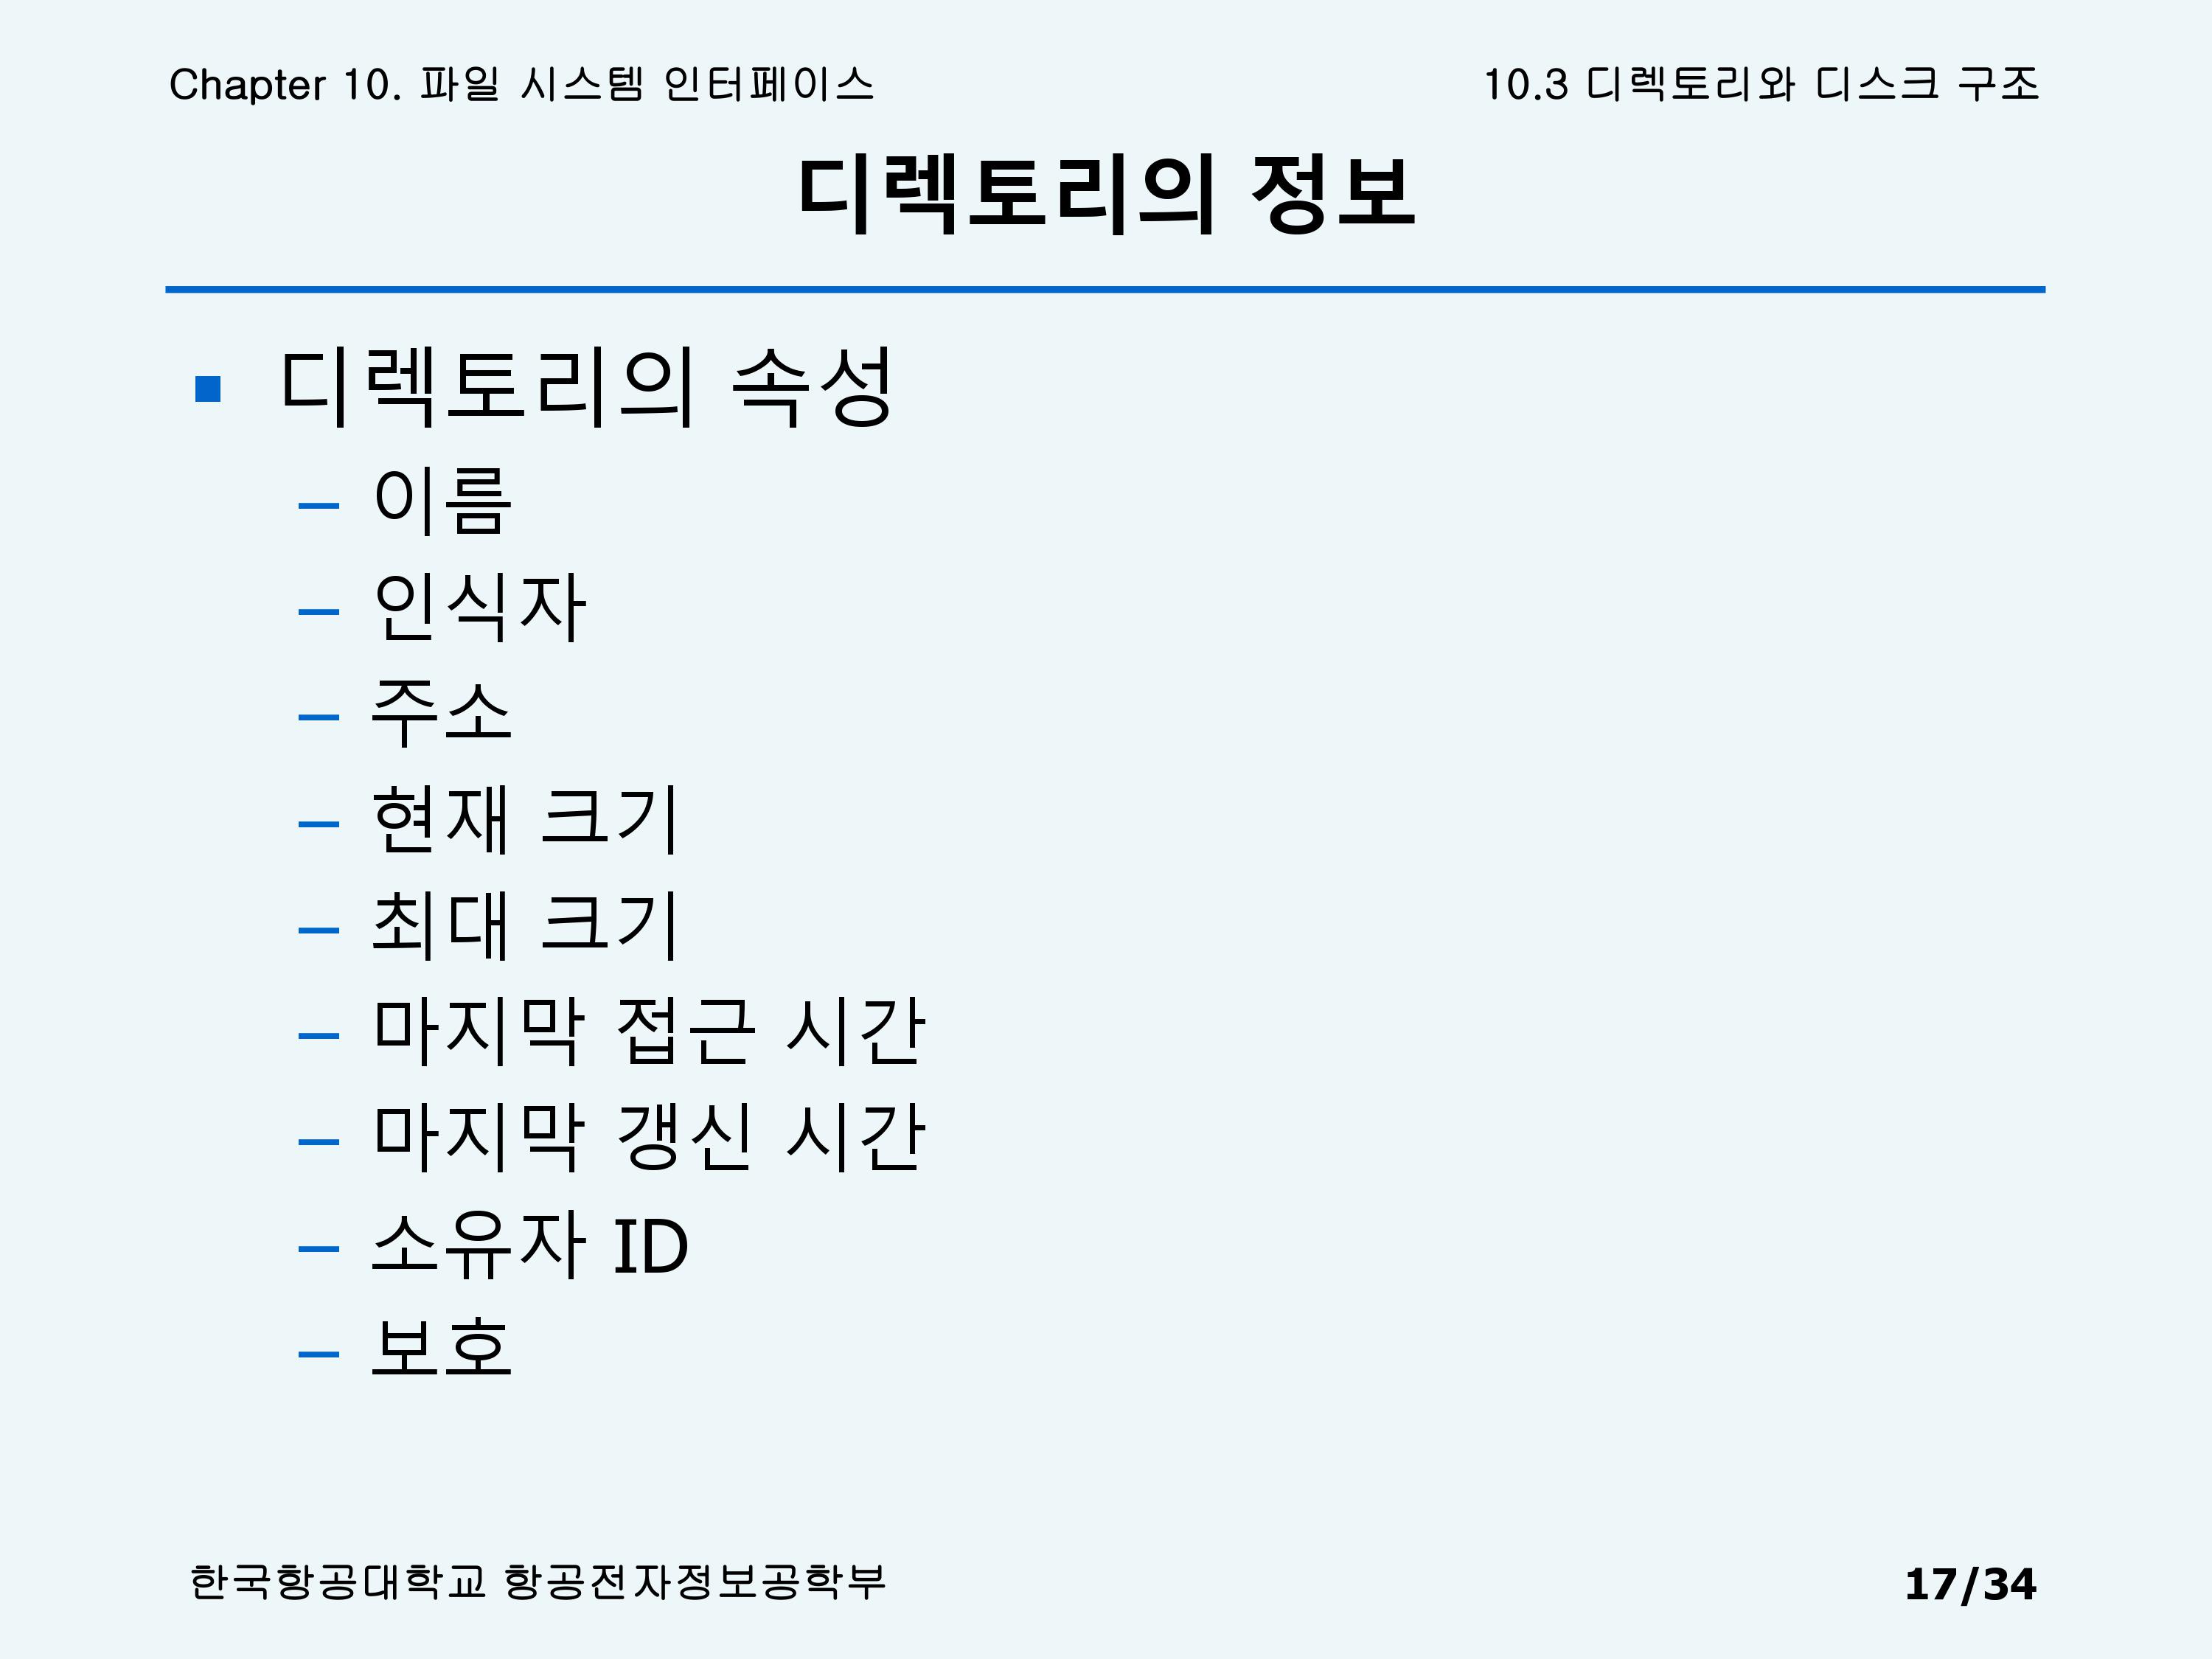 Chapter 10. 파일 시스템 인터페이스
10.3 디렉토리와 디스크 구조
디렉토리의 정보
▪ 디렉토리의 속성
– 이름
– 인식자
– 주소
– 현재 크기
– 최대 크기
– 마지막 접근 시간
– 마지막 갱신 시간
– 소유자 ID
– 보호
한국항공대학교 항공전자정보공학부
17/34